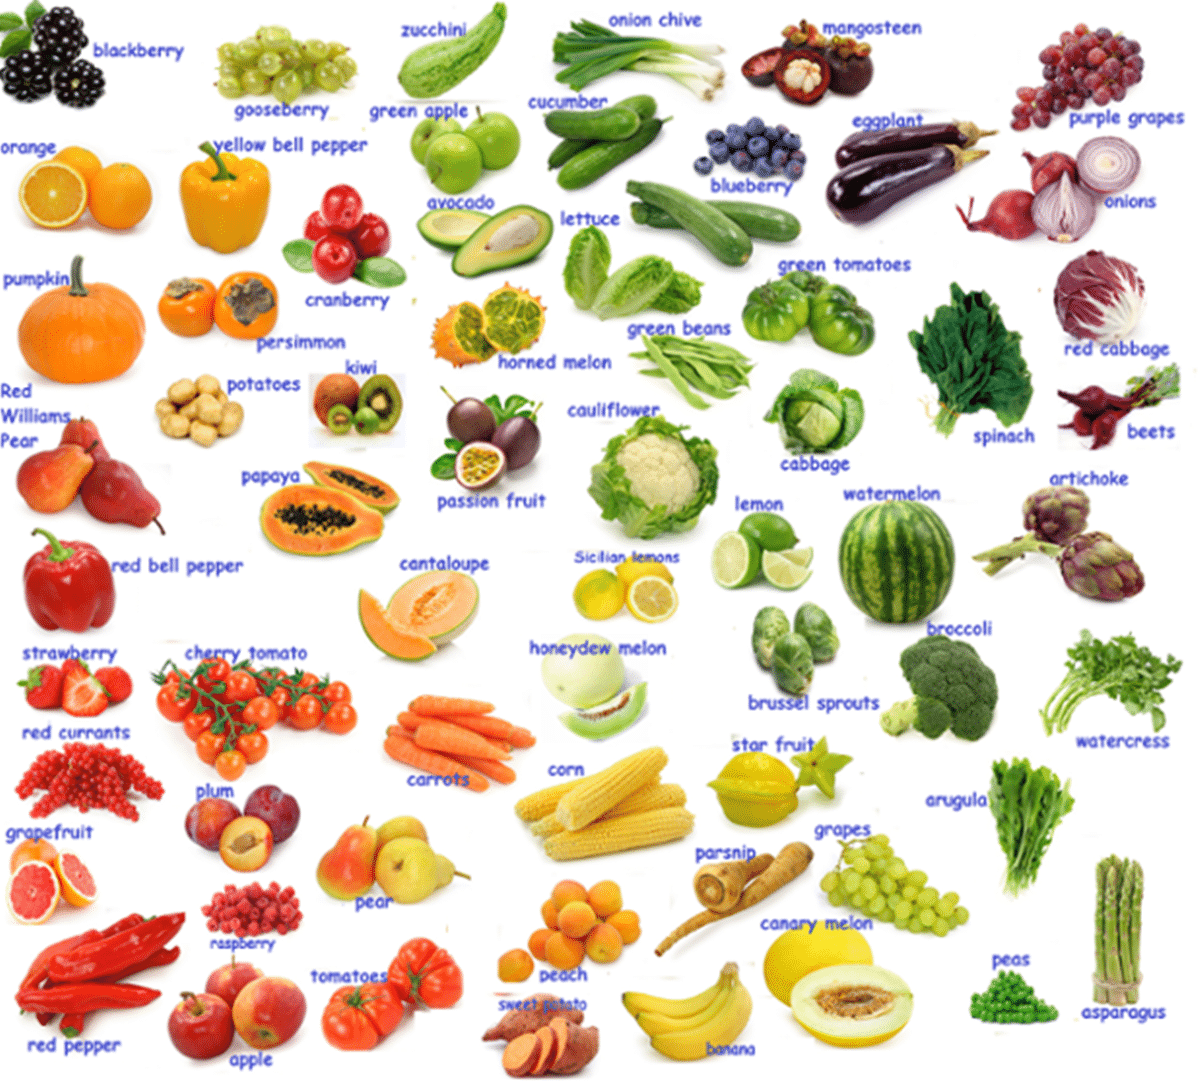 zucchini
onion chive
mangosteen
blackberry
gooseberry
green apple
cucumber
eggplant
purple grapes
orange
yellow bell pepper
blueberry
avocado
lettuce
onions
pumpkin
cranberry
green tomatoes
persimmon
horned melon
green beans
red cabbage
Red
Williams
Pear
potatoes
kiwi
cauliflower
spinach
beets
papaya
passion fruit
cabbage
lemon
watermelon
artichoke
red bell pepper
cantaloupe
Sicilian lemons
strawberry
cherry tomato
honeydew melon
broccoli
brussel sprouts
red currants
watercress
carrots
corn
star fruit
plum
arugula
grapefruit
grapes
parsnip
pear
raspberry
canary melon
tomatoes
peach
peas
sweet potato
asparagus
red pepper
apple
banana